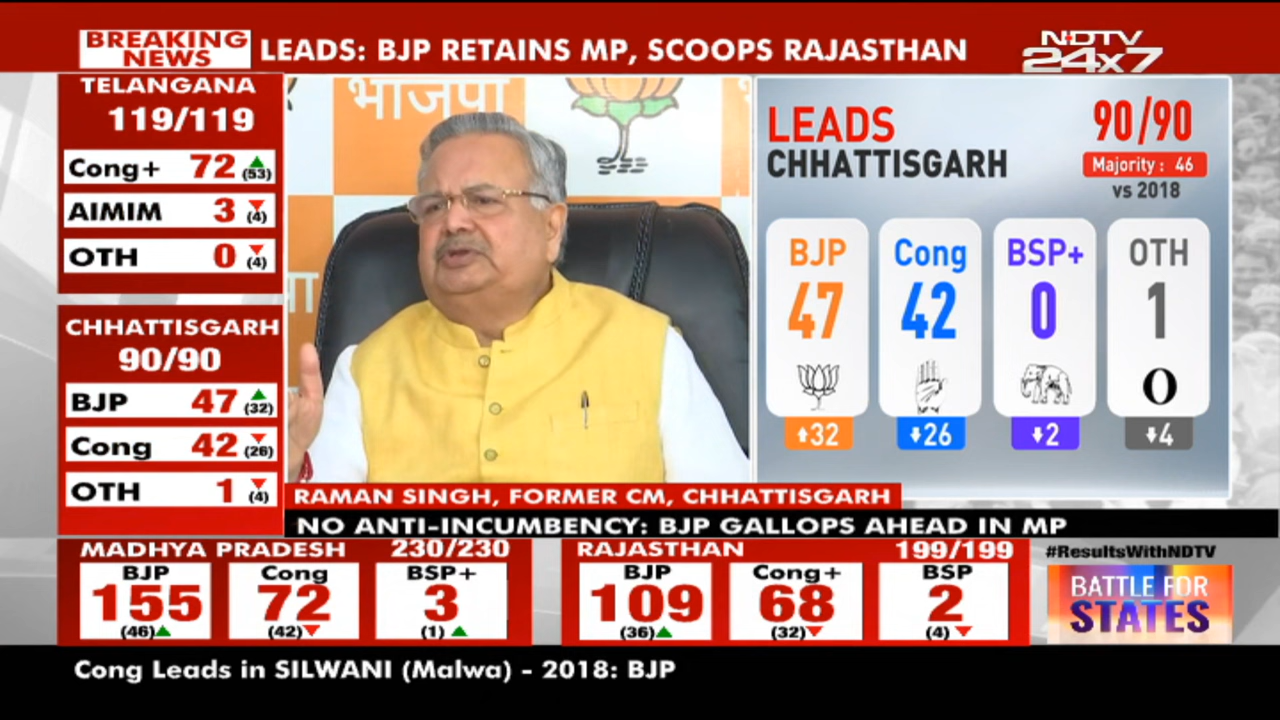 BREAKING
NEWS
LEADS: BJP RETAINS MP, SCOOPS RAJASTHAN
NDTV
24x7
TELANGANA
119/119
Cong+ 72 (53)
AIMIM 3 (4)
OTH 0 (4)
CHHATTISGARH
90/90
BJP 47 (32)
Cong 42 (26)
OTH 1 (4)
भाजपा
LEADS
CHHATTISGARH
90/90
Majority : 46
vs 2018
BJP
47
32
Cong
42
26
BSP+
0
2
OTH
1
0
4
RAMAN SINGH, FORMER CM, CHHATTISGARH
NO ANTI-INCUMBENCY: BJP GALLOPS AHEAD IN MP
MADHYA PRADESH 230/230
BJP
155
(46)
Cong
72
(42)
BSP+
3
(1)
RAJASTHAN 199/199
BJP
109
(36)
Cong+
68
(32)
BSP
2
(4)
#ResultsWithNDTV
BATTLE FOR
STATES
Cong Leads in SILWANI (Malwa) - 2018: BJP